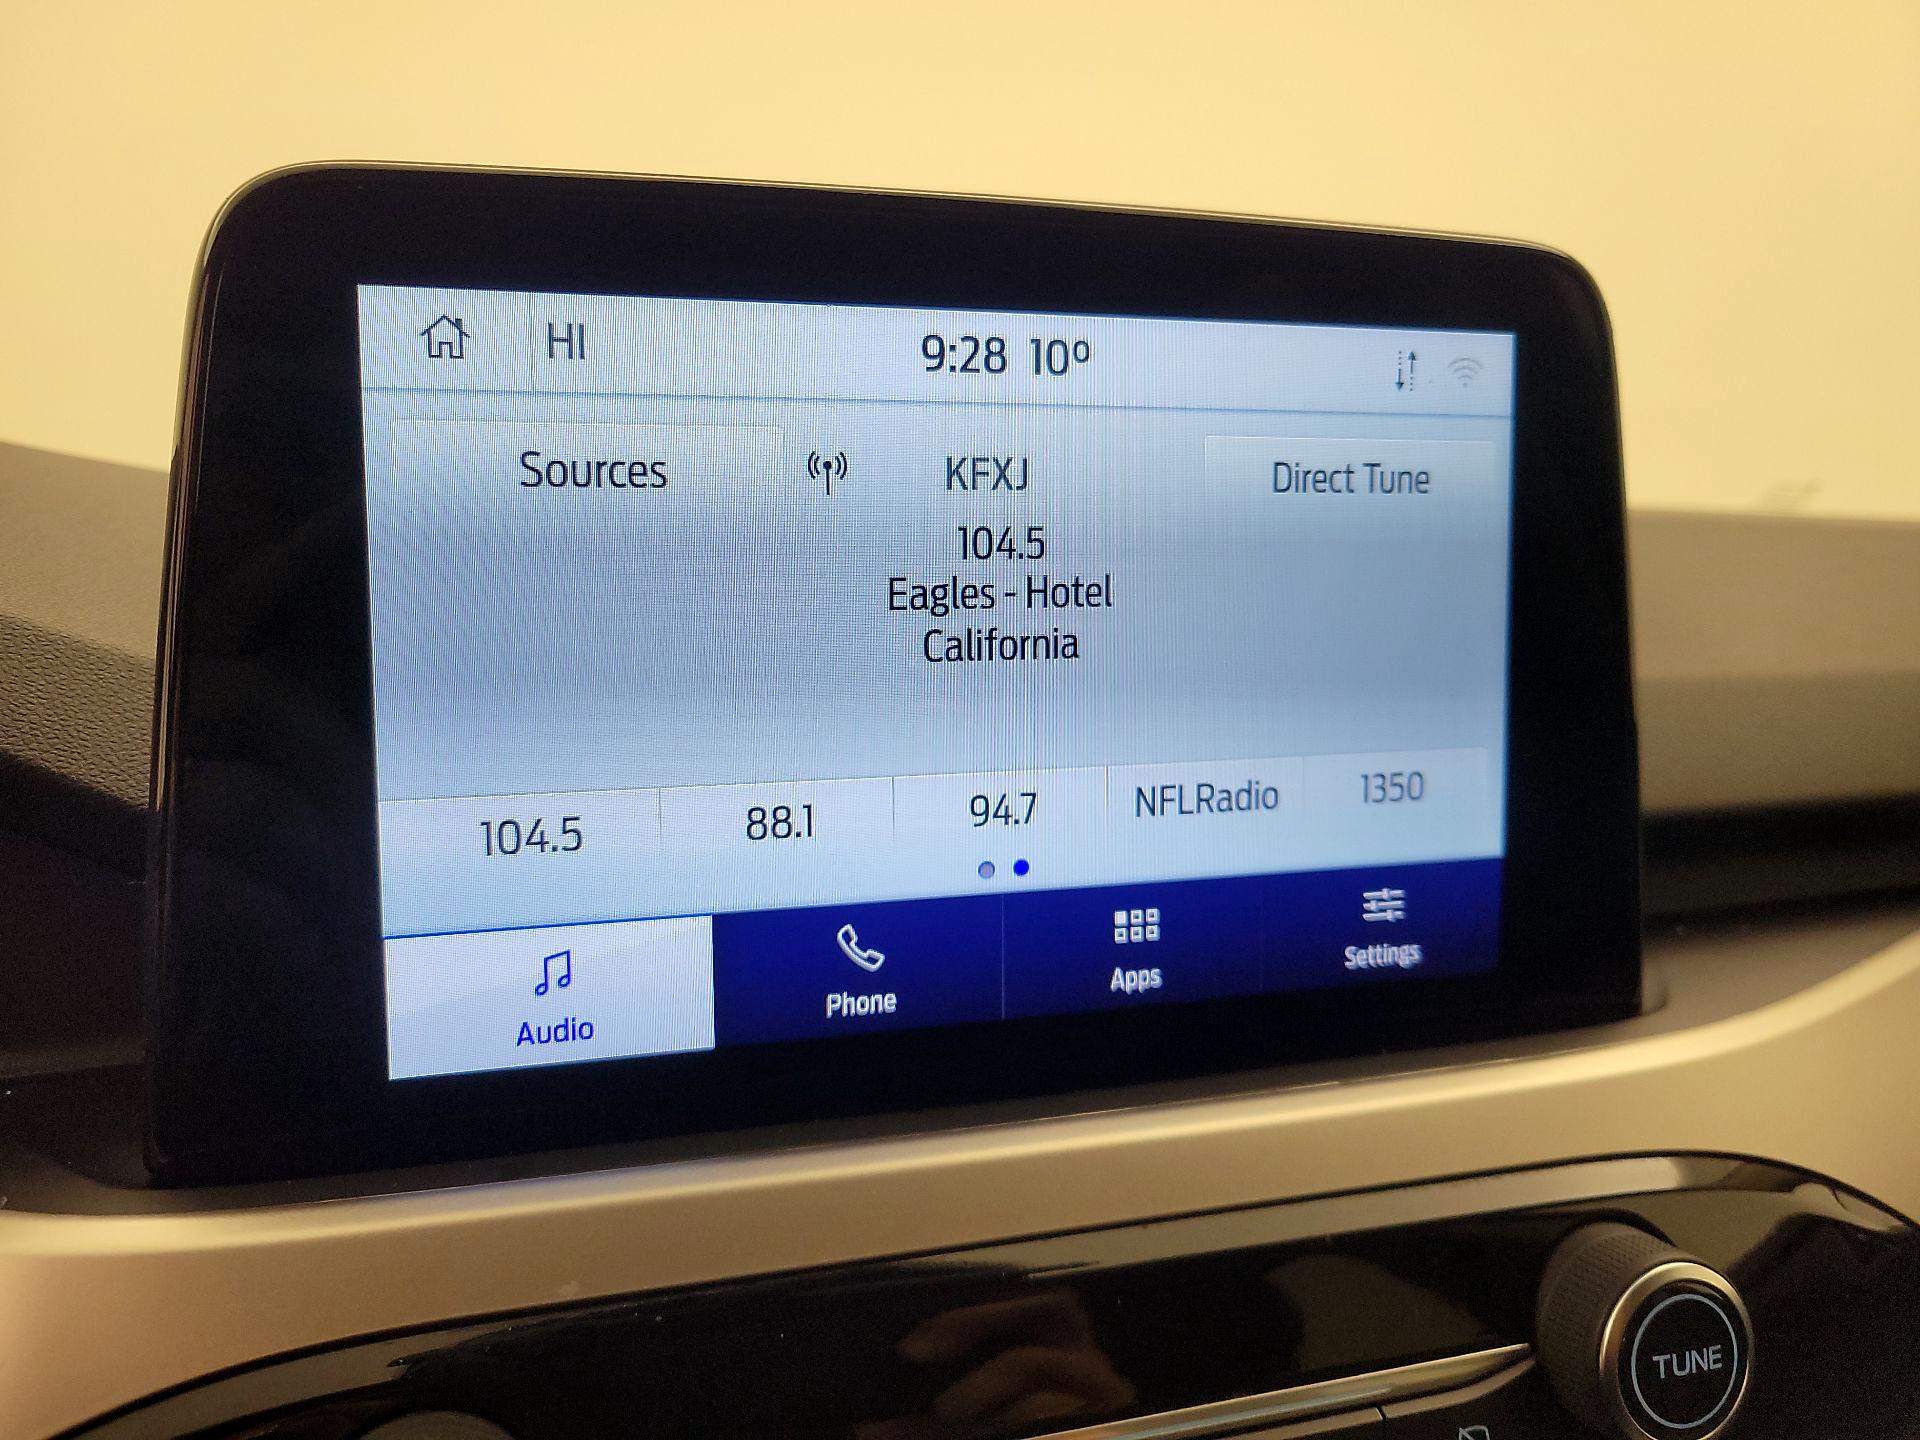 HI 9:28 10º
Sources KFXJ Direct Tune
104.5
Eagles - Hotel
California
104.5 88.1 94.7 NFLRadio 1350
Audio Phone Apps Settings
TUNE